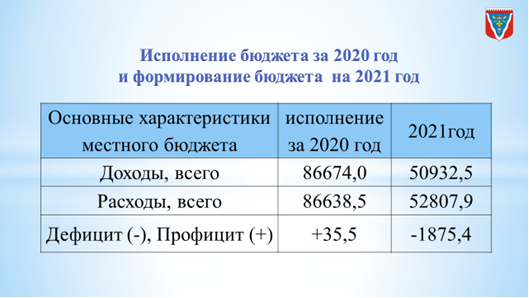 Исполнение бюджета за 2020 год
и формирование бюджета на 2021 год
Основные характеристики местного бюджета исполнение за 2020 год 2021год
Доходы, всего 86674,0 50932,5
Расходы, всего 86638,5 52807,9
Дефицит (-), Профицит (+) +35,5 -1875,4